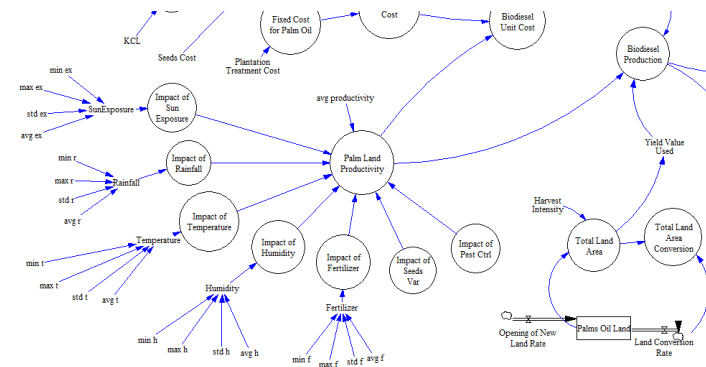 Fixed Cost
for Palm Oil
Cost
Biodiesel
Unit Cost
KCL
Seeds Cost
Plantation
Treatment Cost
Biodiesel
Production
min ex
max ex
std ex
avg ex
SunExposure
Impact of
Sun
Exposure
avg productivity
Palm Land
Productivity
Yield Value
Used
min r
max r
std r
avg r
Rainfall
Impact of
Rainfall
Impact of
Temperature
Temperature
min t
max t
std t
avg t
Impact of
Humidity
Humidity
min h
max h
std h
avg h
Impact of
Fertilizer
Fertilizer
min f
max f
std f
avg f
Impact of
Seeds
Var
Impact of
Pest Ctrl
Harvest
Intensity
Total Land
Area
Total Land
Area
Conversion
Opening of New
Land Rate
Palms Oil Land
Land Conversion
Rate